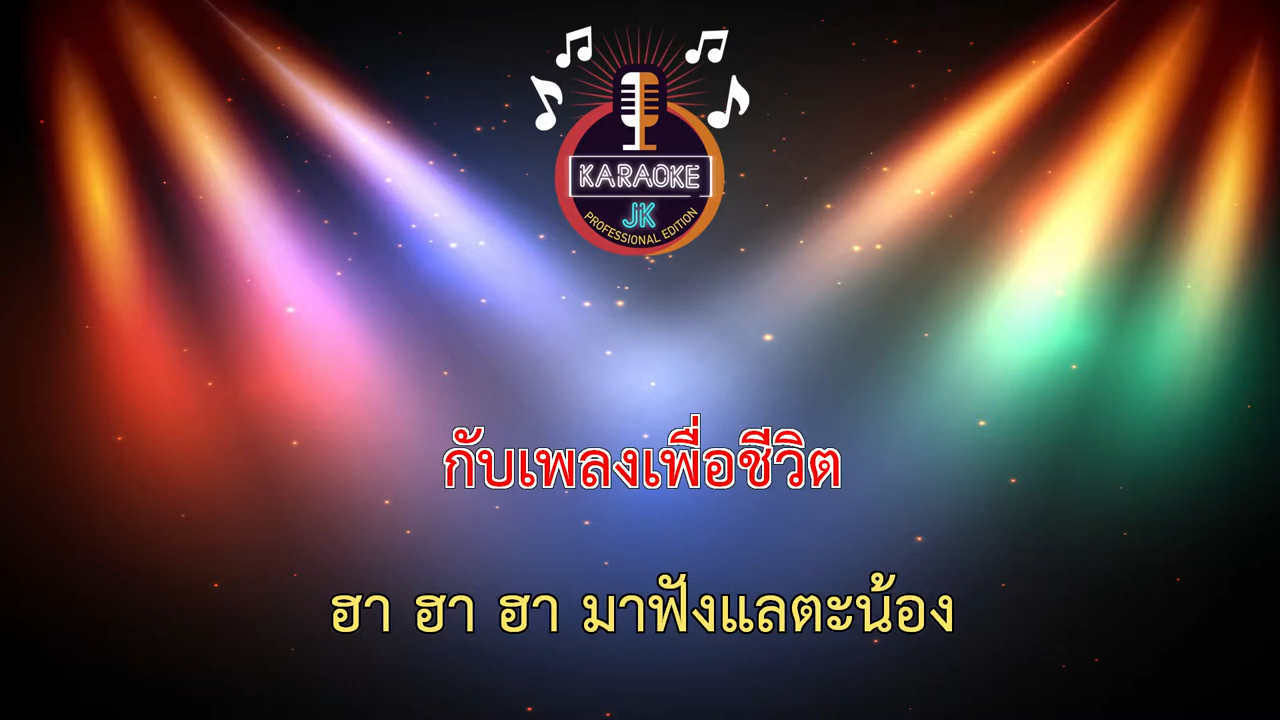 KARAOKE
JK
PROFESSIONAL EDITION
กับเพลงเพื่อชีวิต
ฮา ฮา ฮา มาฟังแลตะน้อง